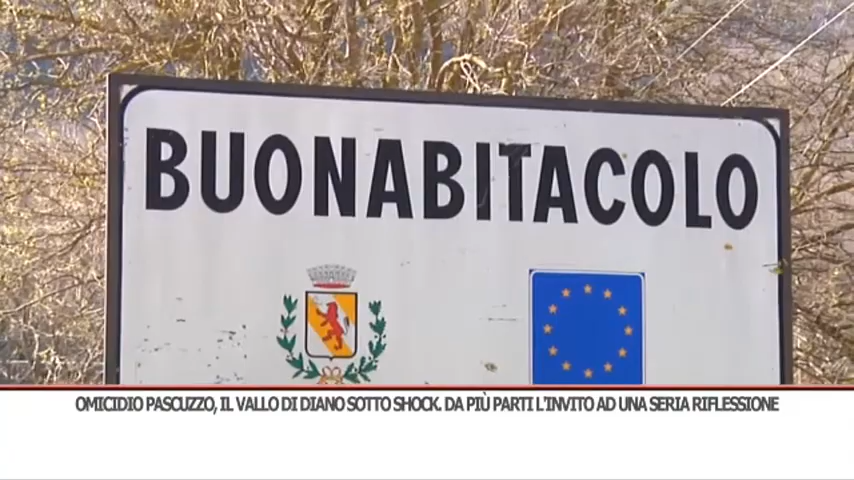 BUONABITACOLO
OMICIDIO PASCUZZO, IL VALLO DI DIANO SOTTO SHOCK. DA PIÙ PARTI L'INVITO AD UNA SERIA RIFLESSIONE